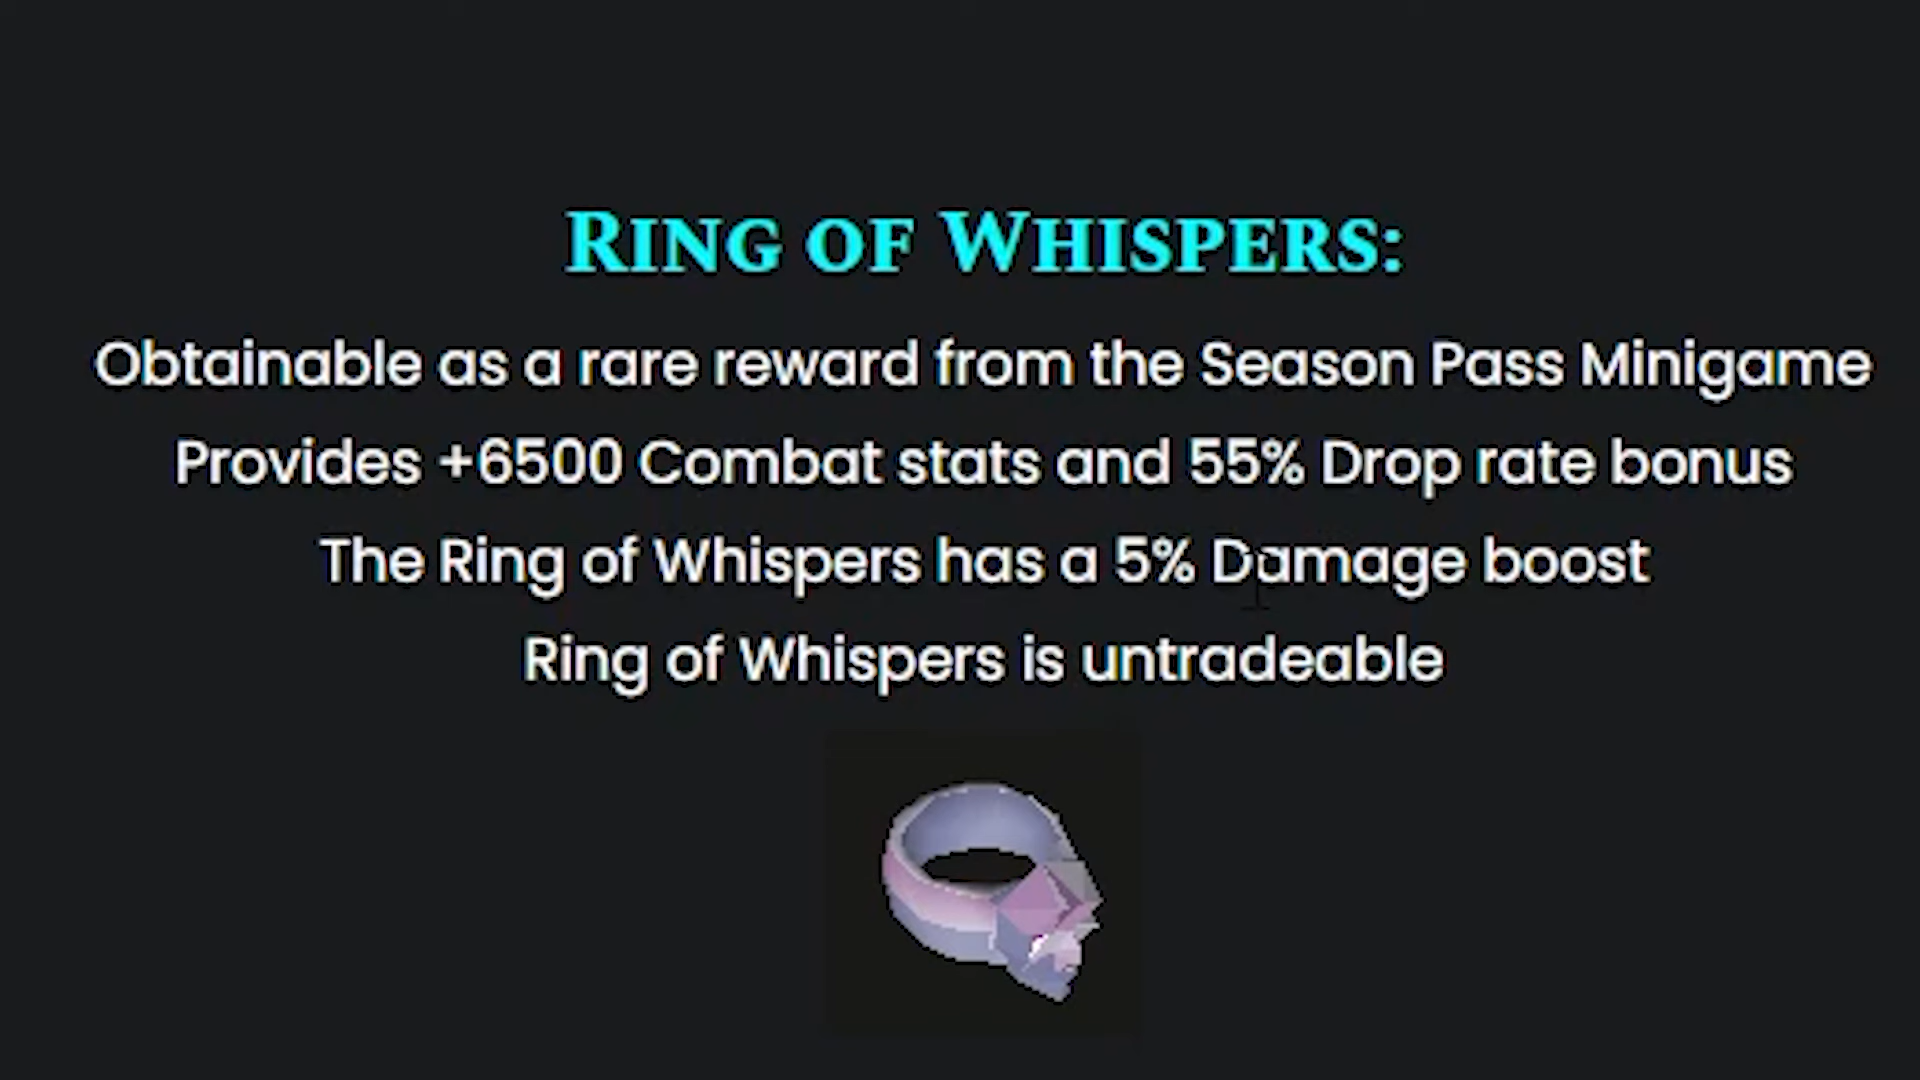 RING OF WHISPERS:
Obtainable as a rare reward from the Season Pass Minigame
Provides +6500 Combat stats and 55% Drop rate bonus
The Ring of Whispers has a 5% Damage boost
Ring of Whispers is untradeable